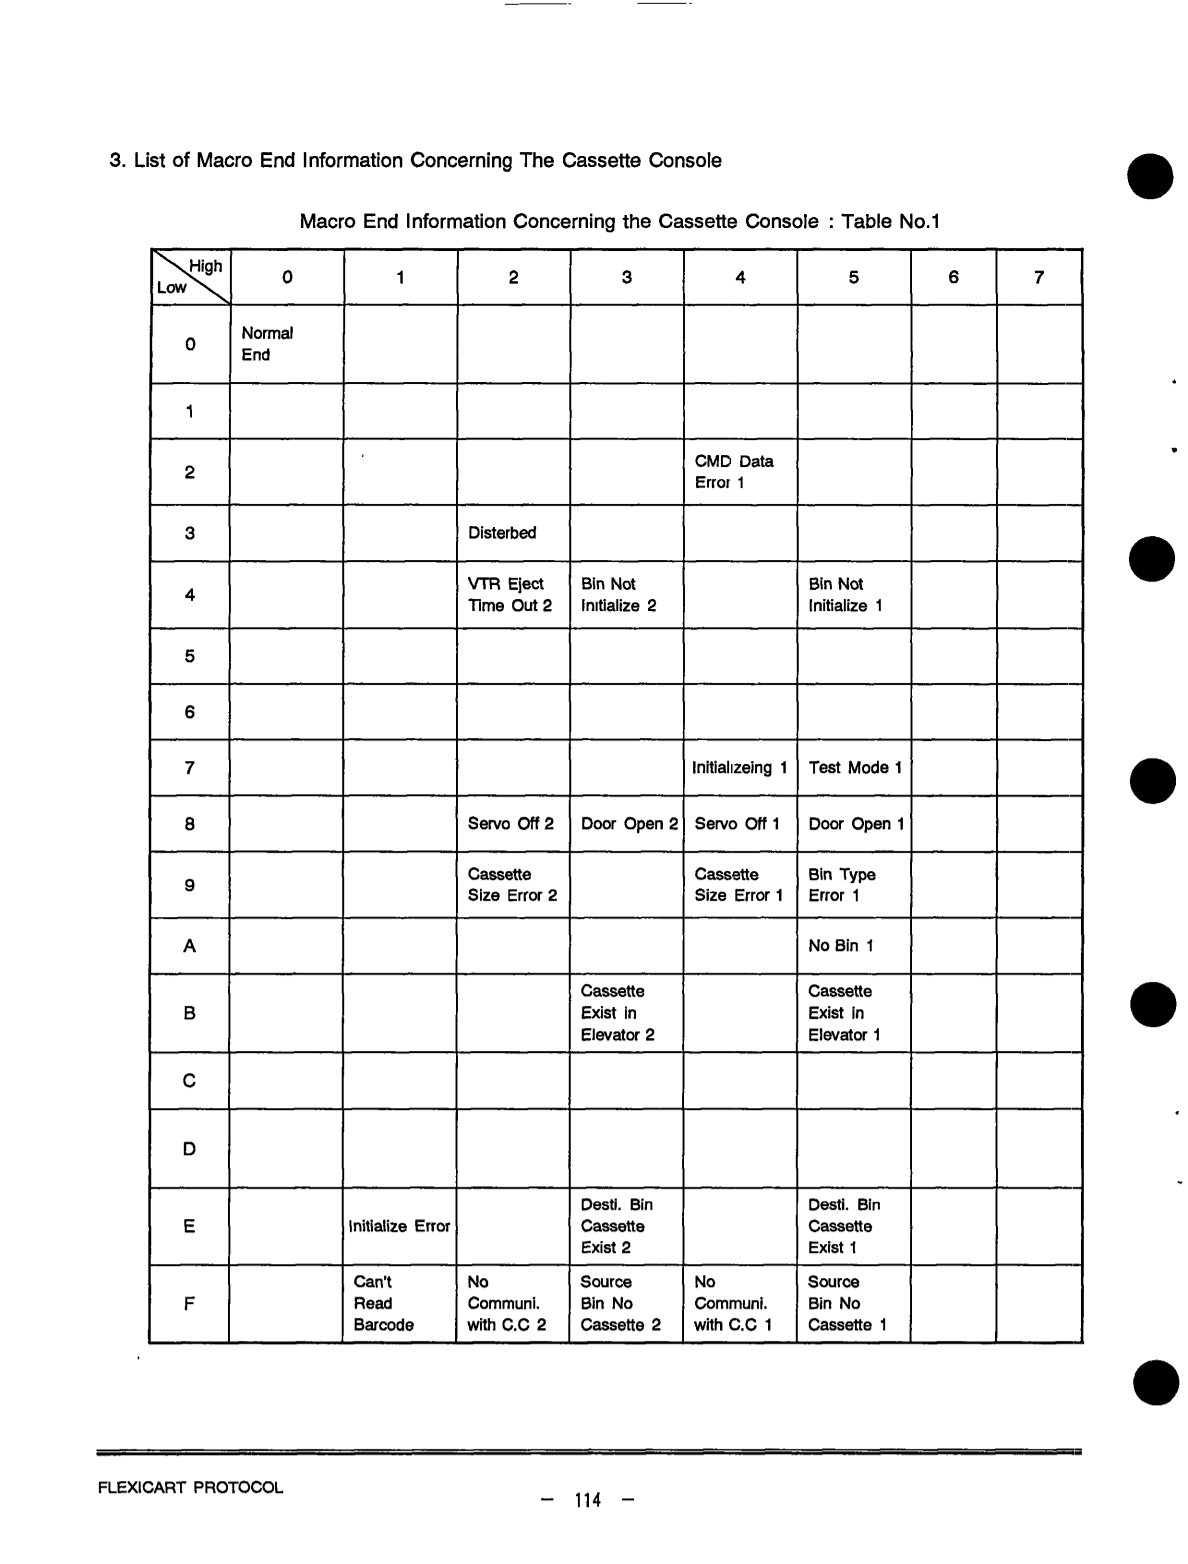 3. List of Macro End Information Concerning The Cassette Console
Macro End Information Concerning the Cassette Console : Table No.1
High
Low
0 1 2 3 4 5 6 7
0 Normal
End
1
2 CMD Data
Error 1
3 Disterbed
4 VTR Eject Bin Not Bin Not
Time Out 2 Initialize 2 Initialize 1
5
6
7 Initializeing 1 Test Mode 1
8 Servo Off 2 Door Open 2 Servo Off 1 Door Open 1
9 Cassette Cassette Bin Type
Size Error 2 Size Error 1 Error 1
A No Bin 1
Cassette Cassette
B Exist in Exist in
Elevator 2 Elevator 1
C
D
Desti. Bin Desti. Bin
E Initialize Error Cassette Cassette
Exist 2 Exist 1
Can't No Source No Source
F Read Communi. Bin No Communi. Bin No
Barcode with C.C 2 Cassette 2 with C.C 1 Cassette 1
FLEXICART PROTOCOL
– 114 –